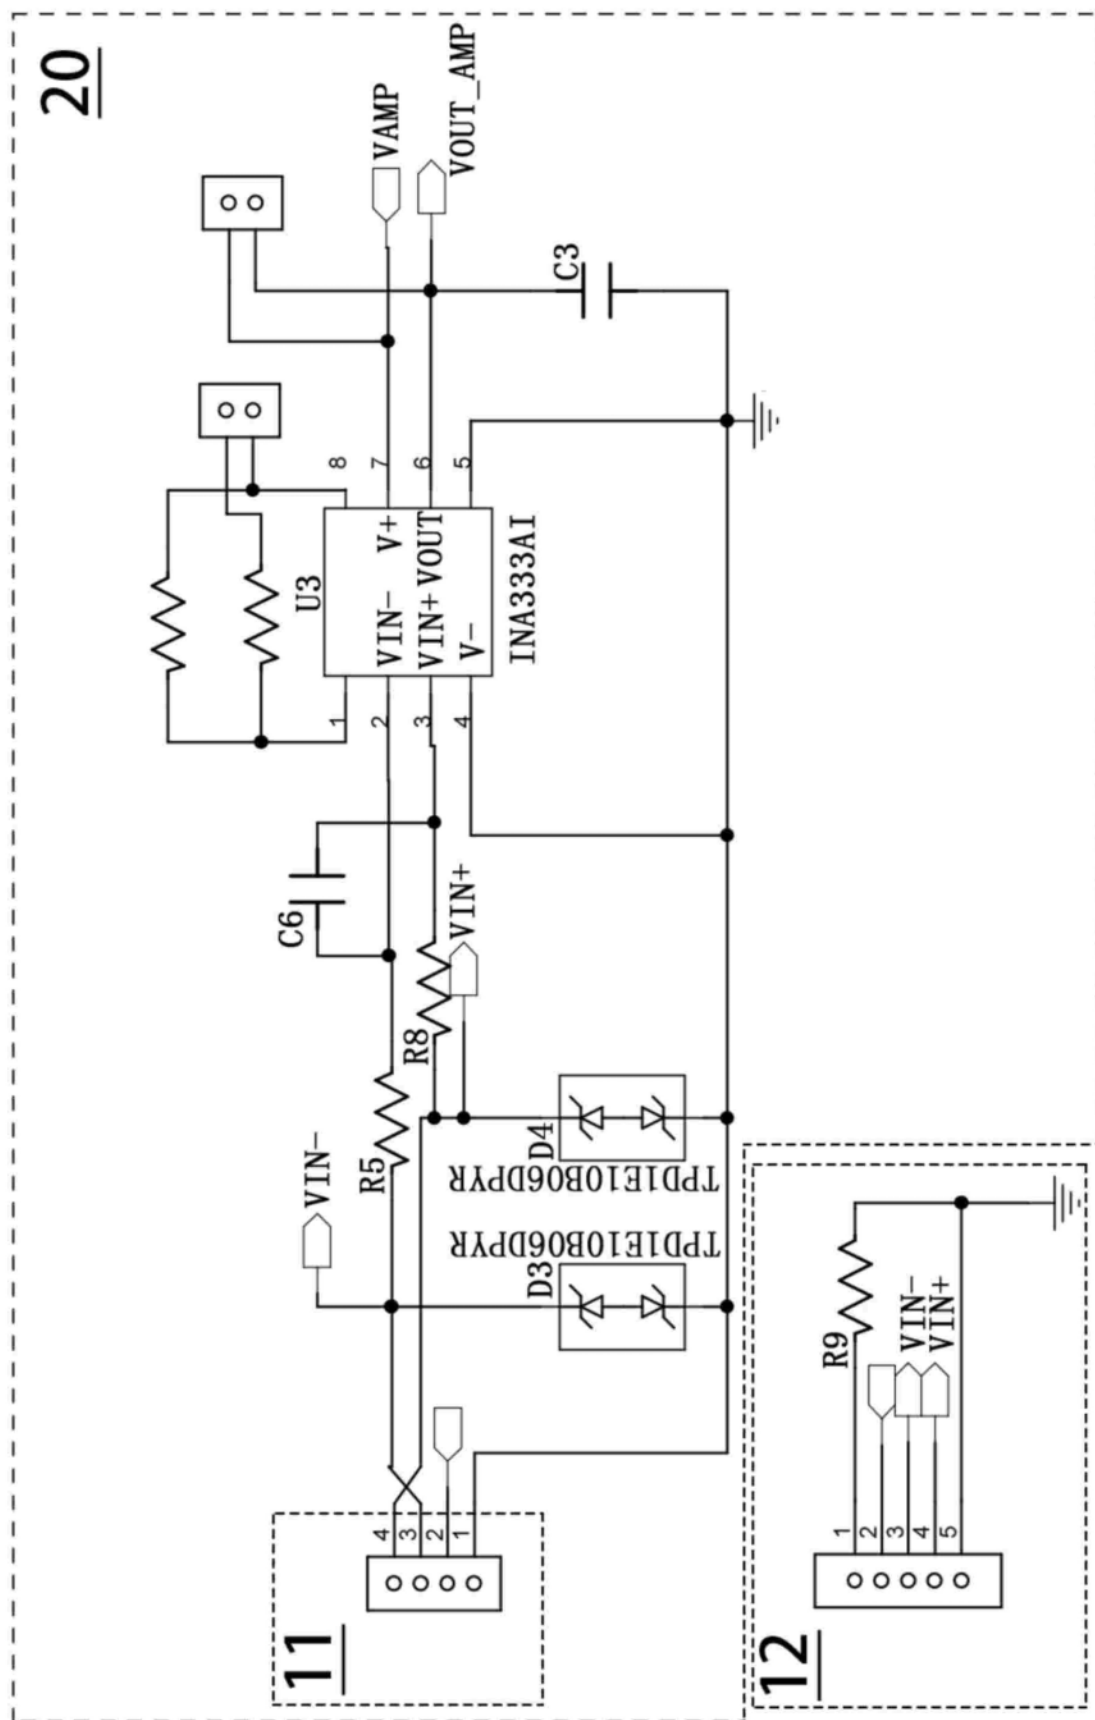 20
VAMP
VOUT_AMP
C3
8
7
6
5
U3
V+
VOUT
VIN-
VIN+
V-
INA333AI
1
2
3
4
C6
VIN+
R8
R5
VIN-
D4
TPD1E10B06DPYR
TPD1E10B06DPYR
D3
4
3
2
1
11
R9
VIN-
VIN+
1
2
3
4
5
12